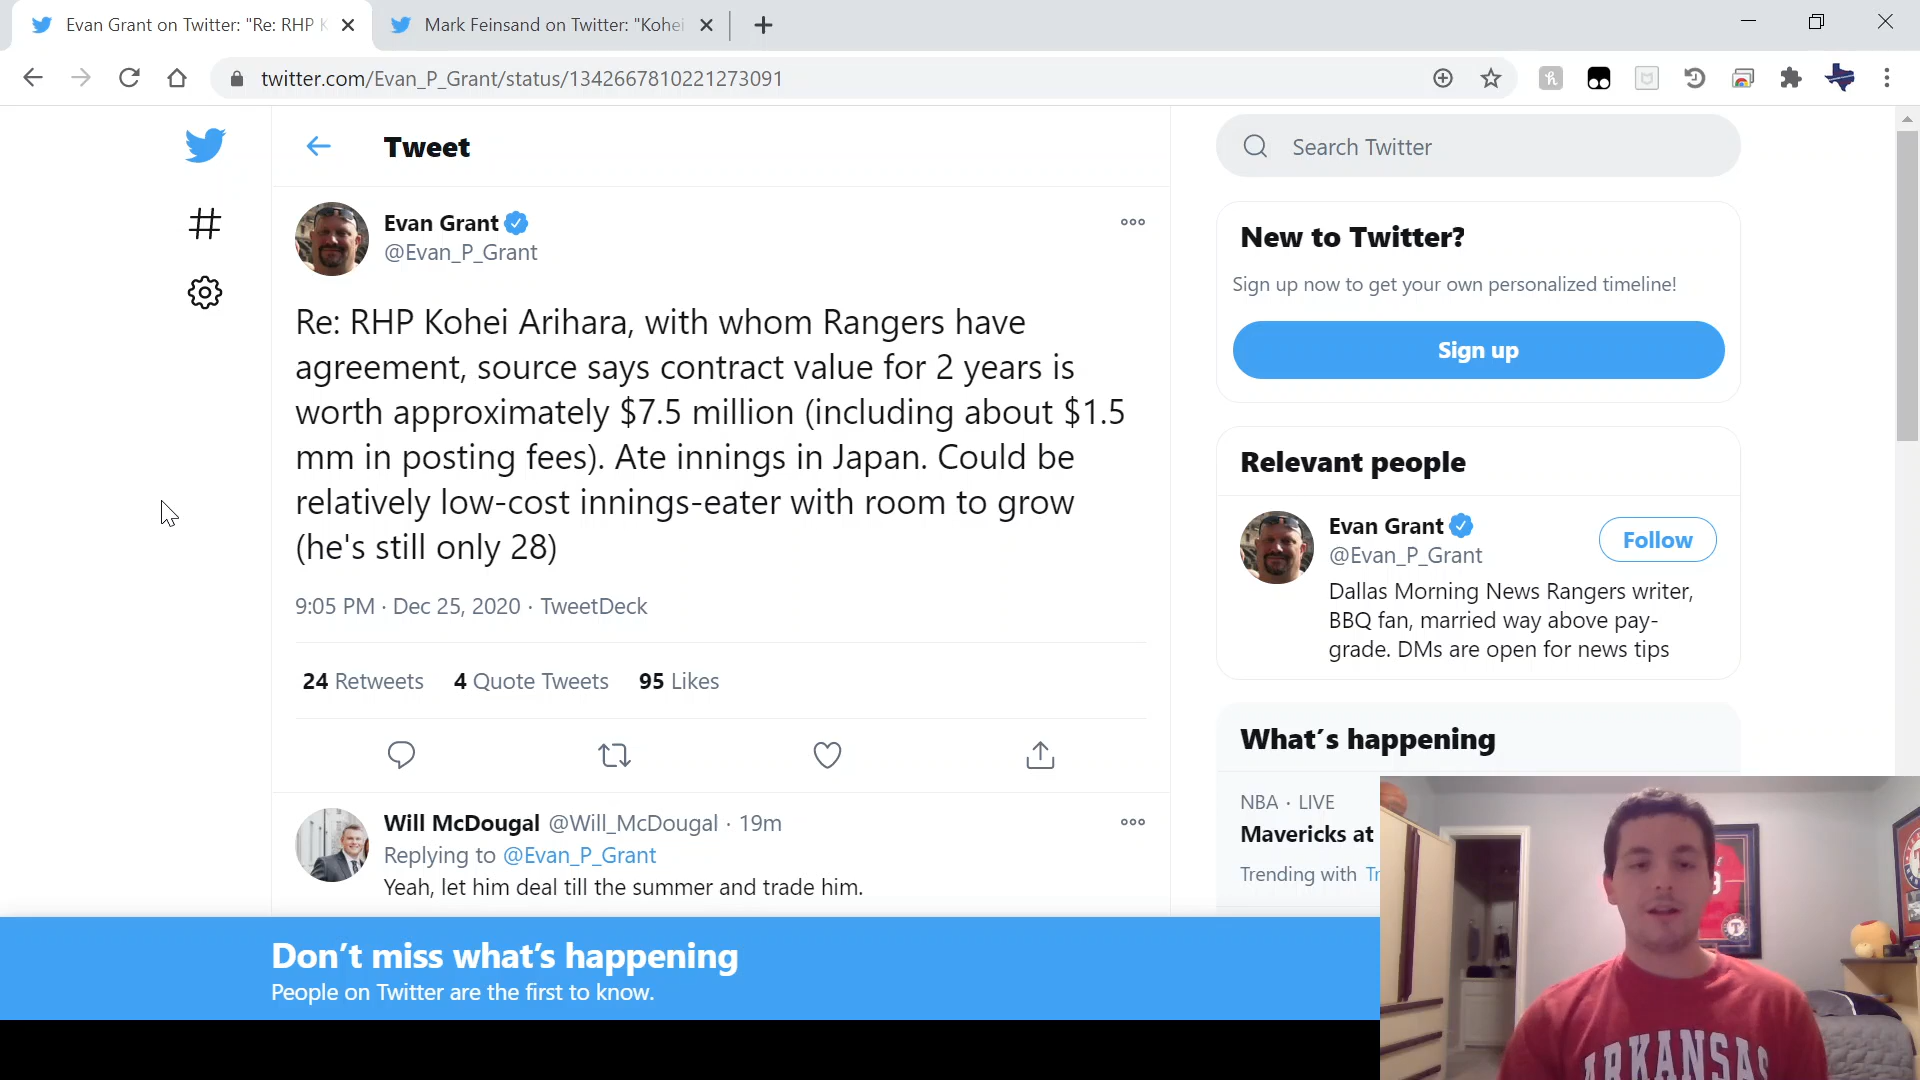 Evan Grant on Twitter: "Re: RHP K
Mark Feinsand on Twitter: "Kohei
twitter.com/Evan_P_Grant/status/1342667810221273091
Tweet
Search Twitter
Evan Grant
@Evan_P_Grant
Re: RHP Kohei Arihara, with whom Rangers have
agreement, source says contract value for 2 years is
worth approximately $7.5 million (including about $1.5
mm in posting fees). Ate innings in Japan. Could be
relatively low-cost innings-eater with room to grow
(he's still only 28)
9:05 PM · Dec 25, 2020 · TweetDeck
24 Retweets 4 Quote Tweets 95 Likes
Will McDougal @Will_McDougal · 19m
Replying to @Evan_P_Grant
Yeah, let him deal till the summer and trade him.
New to Twitter?
Sign up now to get your own personalized timeline!
Sign up
Relevant people
Evan Grant
@Evan_P_Grant
Follow
Dallas Morning News Rangers writer,
BBQ fan, married way above pay-
grade. DMs are open for news tips
What's happening
NBA · LIVE
Mavericks at
Trending with Tr
Don't miss what's happening
People on Twitter are the first to know.
ARKANSAS